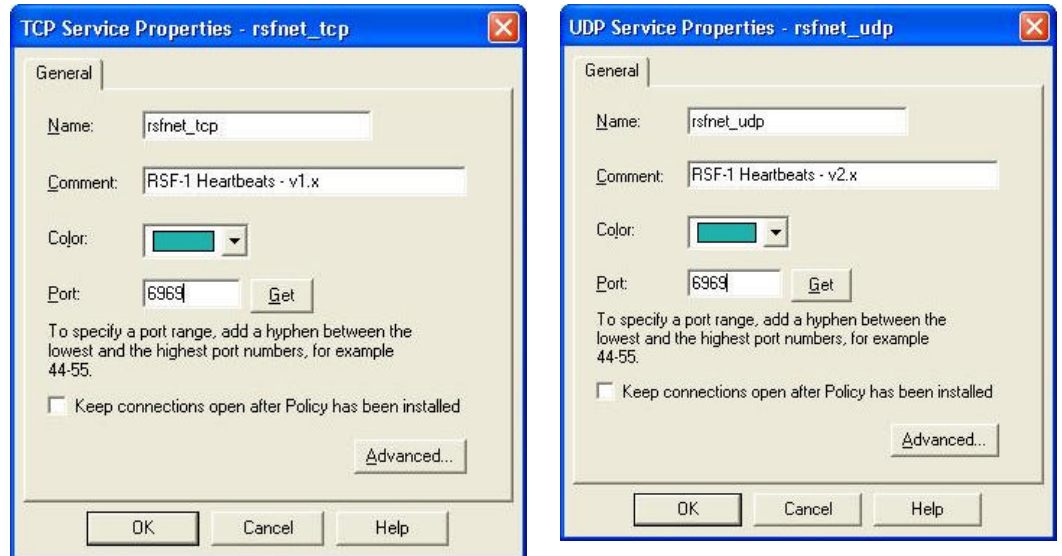 TCP Service Properties - rsfnet_tcp
General
Name: rsfnet_tcp
Comment: RSF-1 Heartbeats - v1.x
Color:
Port: 6969 Get
To specify a port range, add a hyphen between the
lowest and the highest port numbers, for example
44-55.
Keep connections open after Policy has been installed
Advanced...
OK Cancel Help
UDP Service Properties - rsfnet_udp
General
Name: rsfnet_udp
Comment: RSF-1 Heartbeats - v2.x
Color:
Port: 6969 Get
To specify a port range, add a hyphen between the
lowest and the highest port numbers, for example
44-55.
Keep connections open after Policy has been installed
Advanced...
OK Cancel Help